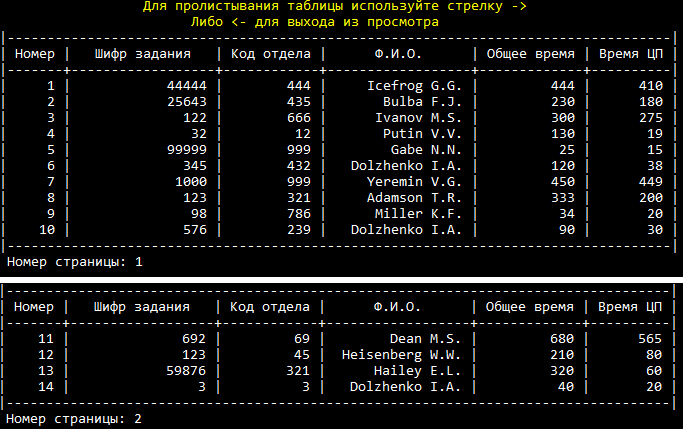 Для пролистывания таблицы используйте стрелку ->
Либо <- для выхода из просмотра
|-----------------------------------------------------------------------------------|
| Номер | Шифр задания | Код отдела | Ф.И.О. | Общее время | Время ЦП |
|-------+------------------+------------+-----------------+---------------+----------|
| 1 | 44444 | 444 | Icefrog G.G. | 444 | 410 |
| 2 | 25643 | 435 | Bulba F.J. | 230 | 180 |
| 3 | 122 | 666 | Ivanov M.S. | 300 | 275 |
| 4 | 32 | 12 | Putin V.V. | 130 | 19 |
| 5 | 99999 | 999 | Gabe N.N. | 25 | 15 |
| 6 | 345 | 432 | Dolzhenko I.A. | 120 | 38 |
| 7 | 1000 | 999 | Yeremin V.G. | 450 | 449 |
| 8 | 123 | 321 | Adamson T.R. | 333 | 200 |
| 9 | 98 | 786 | Miller K.F. | 34 | 20 |
| 10 | 576 | 239 | Dolzhenko I.A. | 90 | 30 |
|-----------------------------------------------------------------------------------|
Номер страницы: 1
|-----------------------------------------------------------------------------------|
| Номер | Шифр задания | Код отдела | Ф.И.О. | Общее время | Время ЦП |
|-------+------------------+------------+-----------------+---------------+----------|
| 11 | 692 | 69 | Dean M.S. | 680 | 565 |
| 12 | 123 | 45 | Heisenberg W.W. | 210 | 80 |
| 13 | 59876 | 321 | Hailey E.L. | 320 | 60 |
| 14 | 3 | 3 | Dolzhenko I.A. | 40 | 20 |
|-----------------------------------------------------------------------------------|
Номер страницы: 2